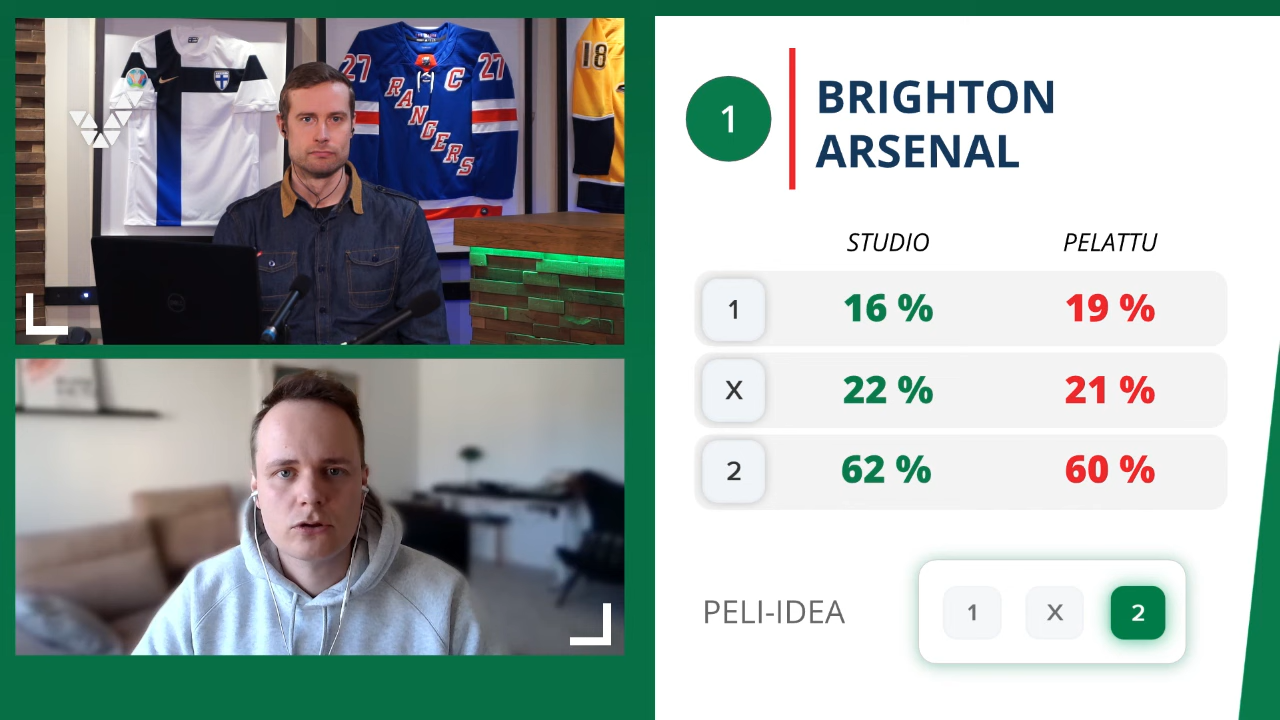 27 C 27
RANGERS
18
1
BRIGHTON
ARSENAL
STUDIO PELATTU
1 16 % 19 %
X 22 % 21 %
2 62 % 60 %
PELI-IDEA 1 X 2